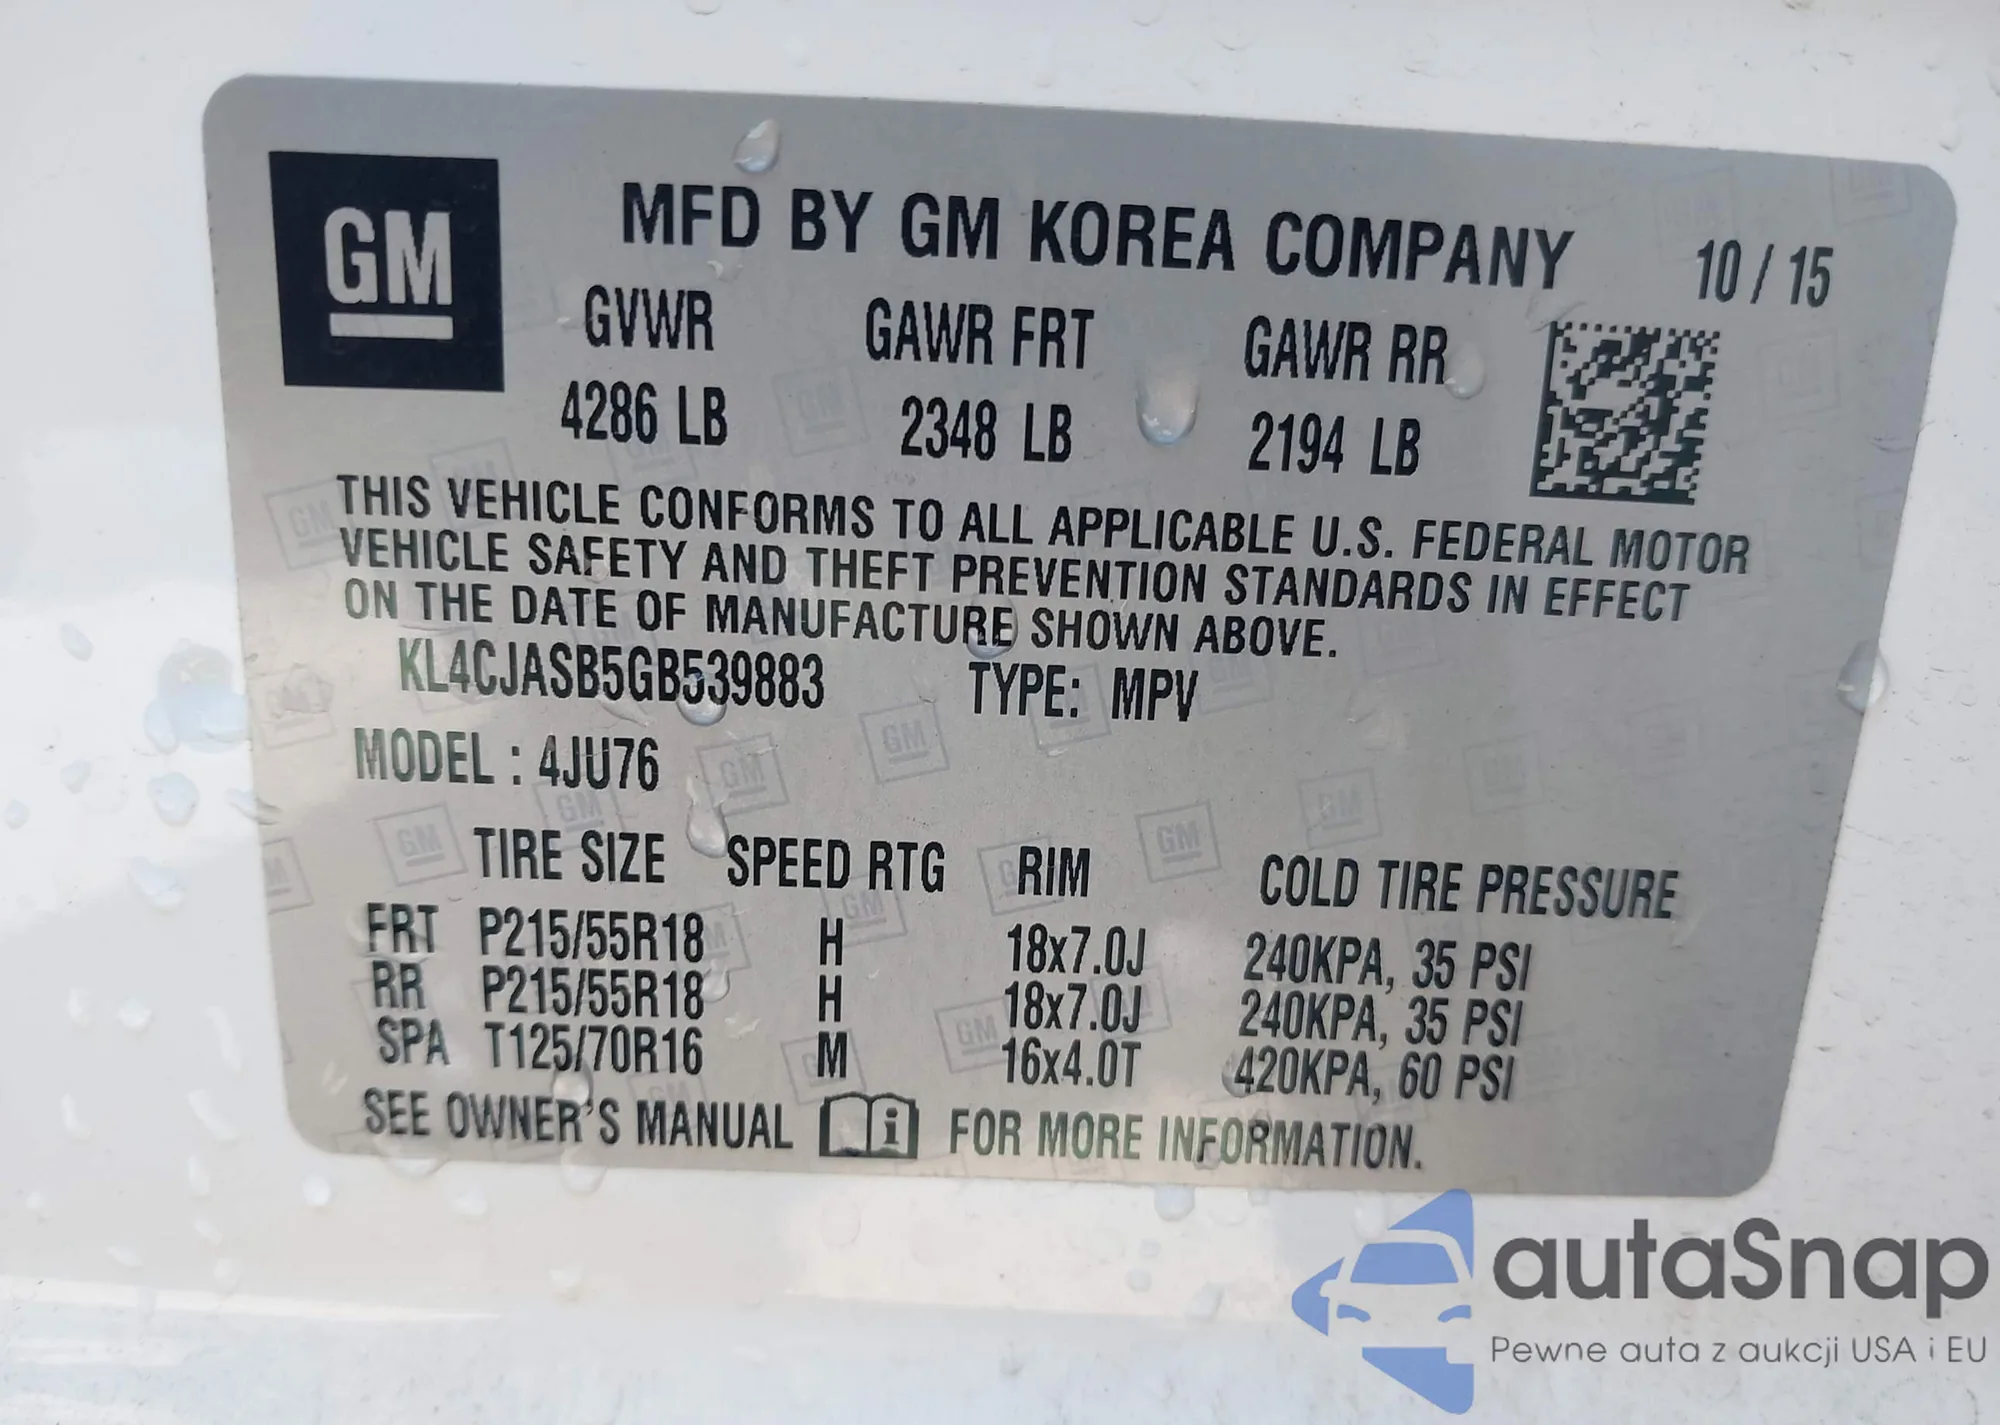 GM
MFD BY GM KOREA COMPANY 10 / 15
GVWR GAWR FRT GAWR RR
4286 LB 2348 LB 2194 LB
THIS VEHICLE CONFORMS TO ALL APPLICABLE U.S. FEDERAL MOTOR
VEHICLE SAFETY AND THEFT PREVENTION STANDARDS IN EFFECT
ON THE DATE OF MANUFACTURE SHOWN ABOVE.
KL4CJASB5GB539883 TYPE: MPV
MODEL : 4JU76
TIRE SIZE SPEED RTG RIM COLD TIRE PRESSURE
FRT P215/55R18 H 18x7.0J 240KPA, 35 PSI
RR P215/55R18 H 18x7.0J 240KPA, 35 PSI
SPA T125/70R16 M 16x4.0T 420KPA, 60 PSI
SEE OWNER'S MANUAL i FOR MORE INFORMATION.
autaSnap
Pewne auta z aukcji USA i EU